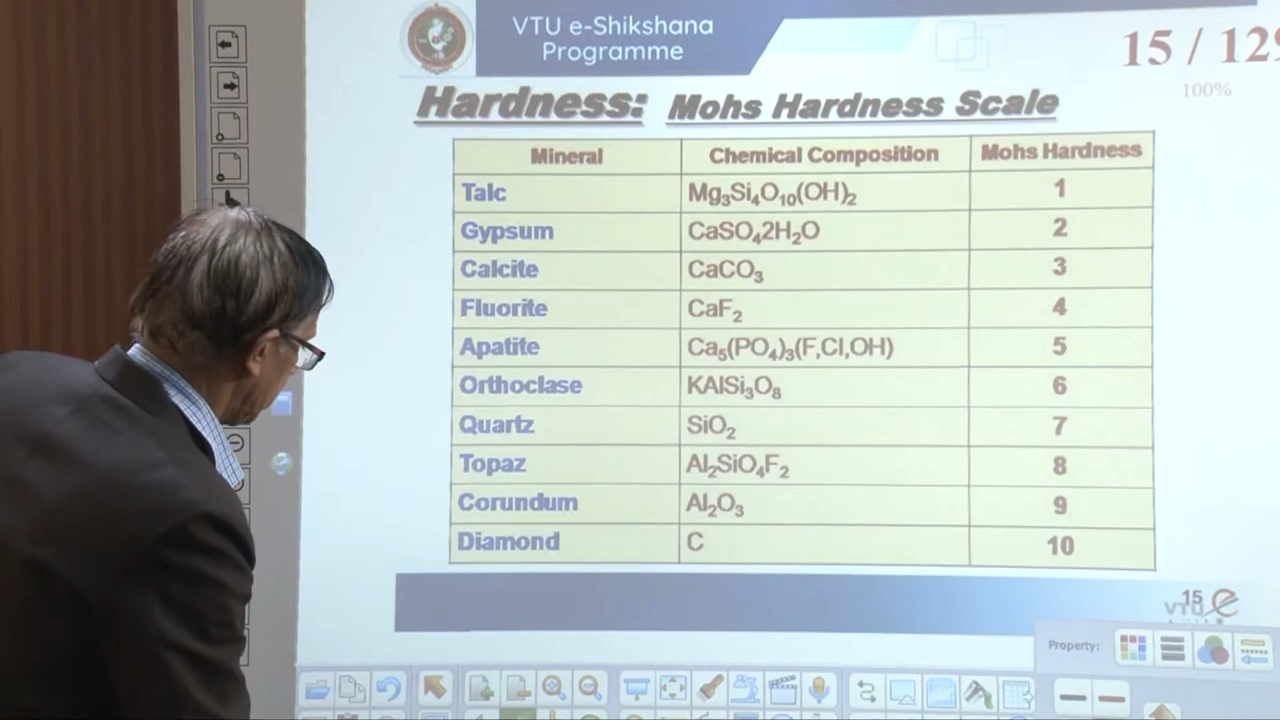 VTU e-Shikshana
Programme
15 / 129
100%
Hardness: Mohs Hardness Scale
Mineral Chemical Composition Mohs Hardness
Talc Mg₃Si₄O₁₀(OH)₂ 1
Gypsum CaSO₄2H₂O 2
Calcite CaCO₃ 3
Fluorite CaF₂ 4
Apatite Ca₅(PO₄)₃(F,Cl,OH) 5
Orthoclase KAlSi₃O₈ 6
Quartz SiO₂ 7
Topaz Al₂SiO₄F₂ 8
Corundum Al₂O₃ 9
Diamond C 10
15
VTU e
Property: